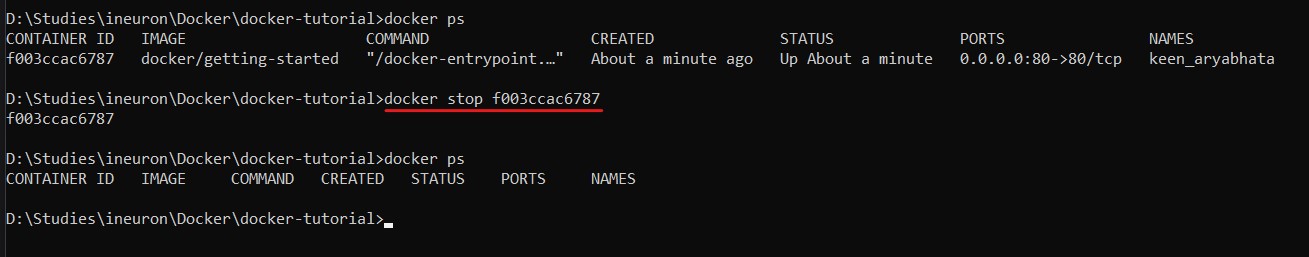 D:\Studies\ineuron\Docker\docker-tutorial>docker ps
CONTAINER ID   IMAGE                    COMMAND                  CREATED              STATUS              PORTS                NAMES
f003ccac6787   docker/getting-started   "/docker-entrypoint.…"   About a minute ago   Up About a minute   0.0.0.0:80->80/tcp   keen_aryabhata
D:\Studies\ineuron\Docker\docker-tutorial>docker stop f003ccac6787
f003ccac6787
D:\Studies\ineuron\Docker\docker-tutorial>docker ps
CONTAINER ID   IMAGE     COMMAND   CREATED   STATUS    PORTS     NAMES
D:\Studies\ineuron\Docker\docker-tutorial>